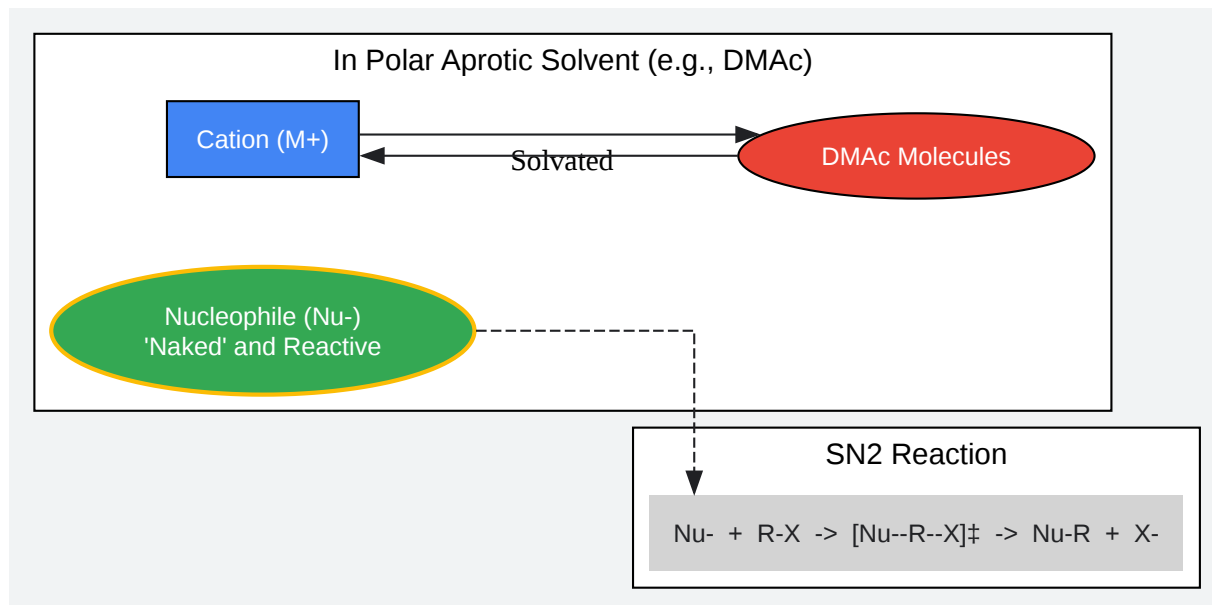 In Polar Aprotic Solvent (e.g., DMAc)
Cation (M+)
Solvated
DMAc Molecules
Nucleophile (Nu-)
'Naked' and Reactive
SN2 Reaction
Nu- + R-X -> [Nu--R--X]‡ -> Nu-R + X-